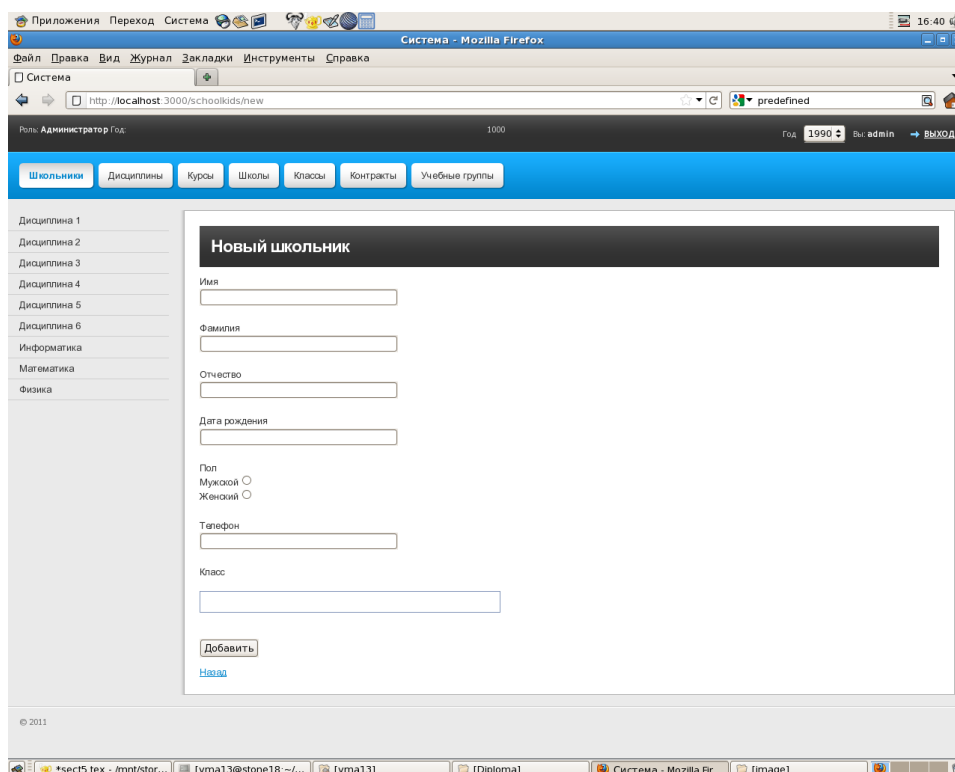 Приложения Переход Система 16:40
Система - Mozilla Firefox
Файл Правка Вид Журнал Закладки Инструменты Справка
Система
http://localhost:3000/schoolkids/new predefined
Роль: Администратор Год: 1000 Год 1990 Вы: admin ВЫХОД
Школьники Дисциплины Курсы Школы Классы Контракты Учебные группы
Дисциплина 1
Дисциплина 2
Дисциплина 3
Дисциплина 4
Дисциплина 5
Дисциплина 6
Информатика
Математика
Физика
Новый школьник
Имя
Фамилия
Отчество
Дата рождения
Пол
Мужской
Женский
Телефон
Класс
Добавить
Назад
© 2011
*sect5.tex - /mnt/stor... [vma13@stone18:~/... [vma13] [Diploma] Система - Mozilla Fir... [image]